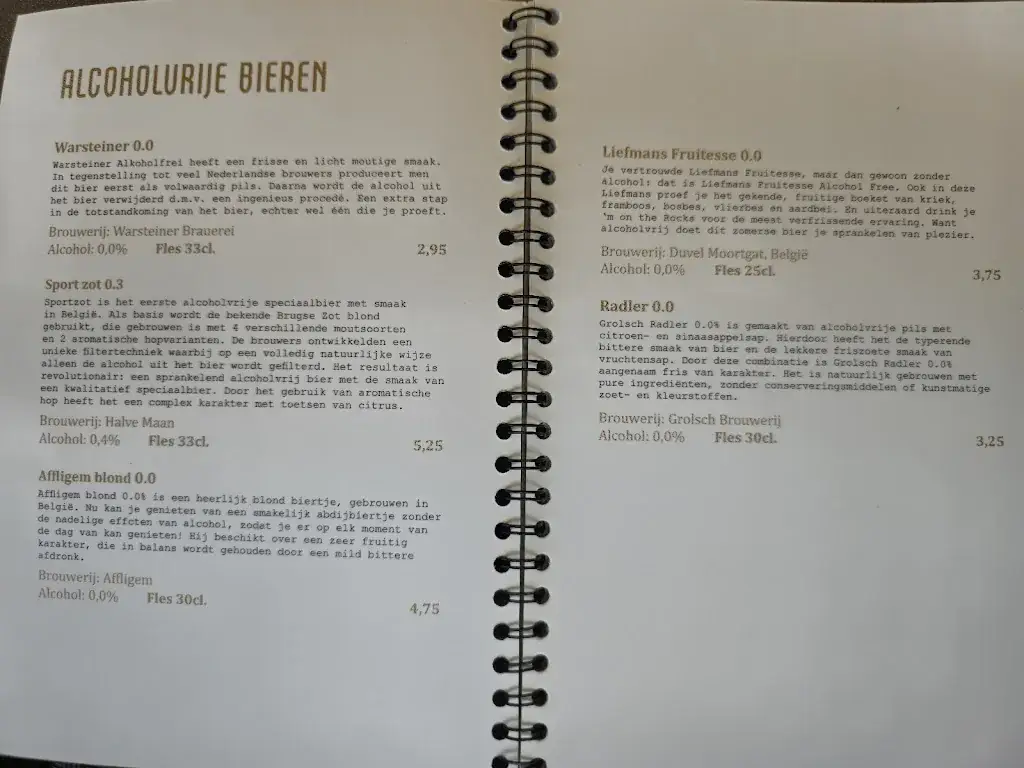 ALCOHOLVRIJE BIEREN
Warsteiner 0.0
Warsteiner Alkoholfrei heeft een frisse en licht moutige smaak.
In tegenstelling tot veel Nederlandse brouwers produceert men
dit bier eerst als volwaardig pils. Daarna wordt de alcohol uit
het bier verwijderd d.m.v. een ingenieus procedé. Een extra stap
in de totstandkoming van het bier, echter wel één die je proeft.
Brouwerij: Warsteiner Brauerei
Alcohol: 0,0% Fles 33cl. 2,95
Sport zot 0.3
Sportzot is het eerste alcoholvrije speciaalbier met smaak
in België. Als basis wordt de bekende Brugse Zot blond
gebruikt, die gebrouwen is met 4 verschillende moutsoorten
en 2 aromatische hopvarianten. De brouwers ontwikkelden een
unieke filtertechniek waarbij op een volledig natuurlijke wijze
alleen de alcohol uit het bier wordt gefilterd. Het resultaat is
revolutionair: een sprankelend alcoholvrij bier met de smaak van
een kwalitatief speciaalbier. Door het gebruik van aromatische
hop heeft het een complex karakter met toetsen van citrus.
Brouwerij: Halve Maan
Alcohol: 0,4% Fles 33cl. 5,25
Affligem blond 0.0
Affligem blond 0.0% is een heerlijk blond biertje, gebrouwen in
België. Nu kan je genieten van een smakelijk abdijbiertje zonder
de nadelige effcten van alcohol, zodat je er op elk moment van
de dag van kan genieten! Hij beschikt over een zeer fruitig
karakter, die in balans wordt gehouden door een mild bittere
afdronk.
Brouwerij: Affligem
Alcohol: 0,0% Fles 30cl. 4,75
Liefmans Fruitesse 0.0
Je vertrouwde Liefmans Fruitesse, maar dan gewoon zonder
alcohol: dat is Liefmans Fruitesse Alcohol Free. Ook in deze
Liefmans proef je het gekende, fruitige boeket van kriek,
framboos, bosbes, vlierbes en aardbei. En uiteraard drink je
'm on the Rocks voor de meest verfrissende ervaring. Want
alcoholvrij doet dit zomerse bier je sprankelen van plezier.
Brouwerij: Duvel Moortgat, België
Alcohol: 0,0% Fles 25cl. 3,75
Radler 0.0
Grolsch Radler 0.0% is gemaakt van alcoholvrije pils met
citroen- en sinaasappelsap. Hierdoor heeft het de typerende
bittere smaak van bier en de lekkere friszoete smaak van
vruchtensap. Door deze combinatie is Grolsch Radler 0.0%
aangenaam fris van karakter. Het is natuurlijk gebrouwen met
pure ingrediënten, zonder conserveringsmiddelen of kunstmatige
zoet- en kleurstoffen.
Brouwerij: Grolsch Brouwerij
Alcohol: 0,0% Fles 30cl. 3,25